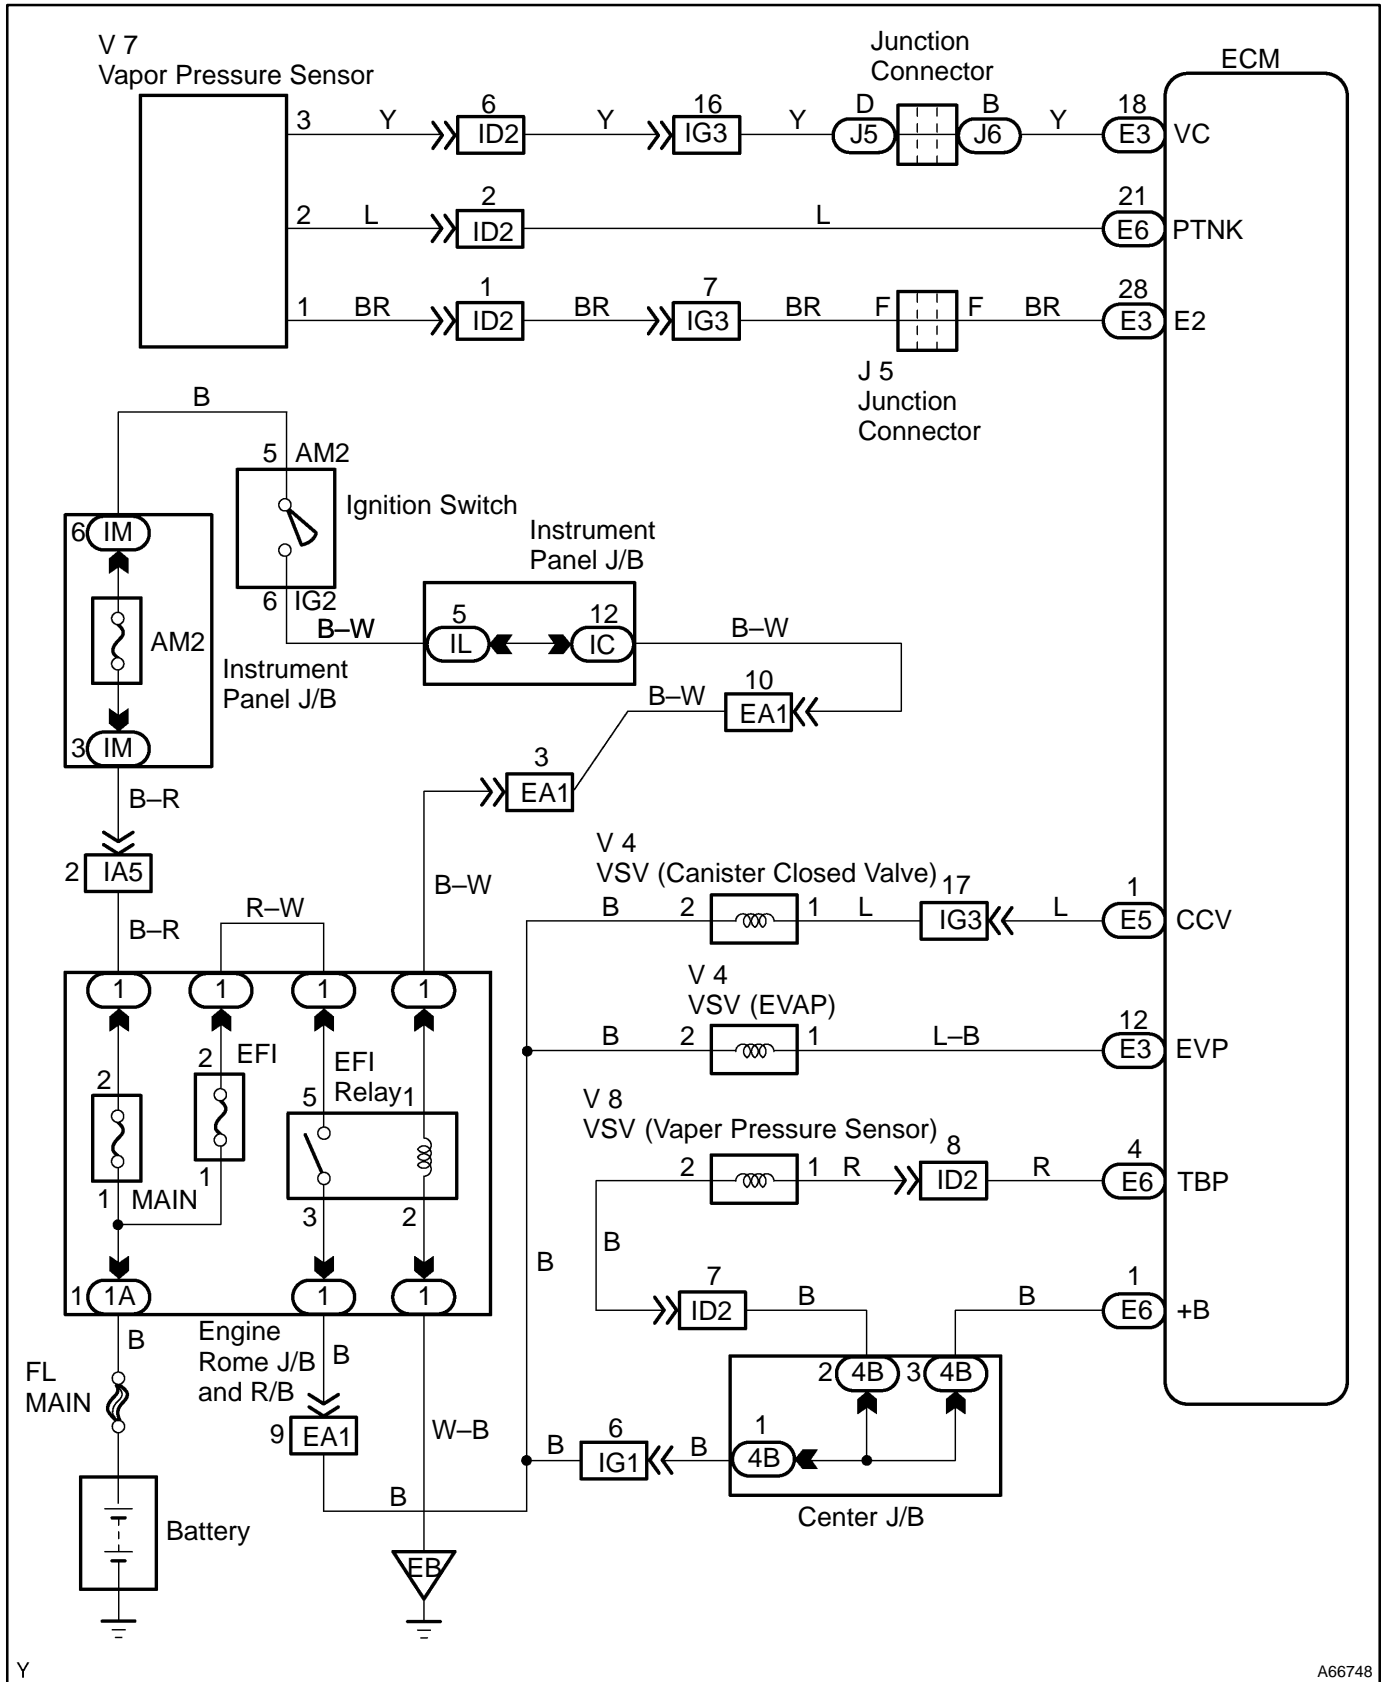 V 7
Vapor Pressure Sensor
Junction
Connector
ECM
3 Y 6 ID2 Y 16 IG3 Y D J5 B J6 Y 18 E3 VC
2 L 2 ID2 L 21 E6 PTNK
1 BR 1 ID2 BR 7 IG3 BR F F BR 28 E3 E2
J 5
Junction
Connector
B
5 AM2
Ignition Switch
6 IM
AM2
Instrument
Panel J/B
3 IM
6 IG2
B–W
Instrument
Panel J/B
5 IL 12 IC
B–W
10 EA1
B–W
3 EA1
B–W
B–R
2 IA5
B–R
R–W
1 1 1 1
2 EFI
2
1
1 MAIN
EFI
Relay
5 1
3 2
1 1A 1 1
Engine
Rome J/B
and R/B
B
FL
MAIN
Battery
B
9 EA1
W–B
B
EB
V 4
VSV (Canister Closed Valve)
B 2 1 L 17 IG3 L 1 E5 CCV
V 4
VSV (EVAP)
B 2 1 L–B 12 E3 EVP
V 8
VSV (Vaper Pressure Sensor)
2 1 R 8 ID2 R 4 E6 TBP
B
B
7 ID2 B
B 1 E6 +B
2 4B 3 4B
B 6 IG1 B 1 4B
Center J/B
Y
A66748